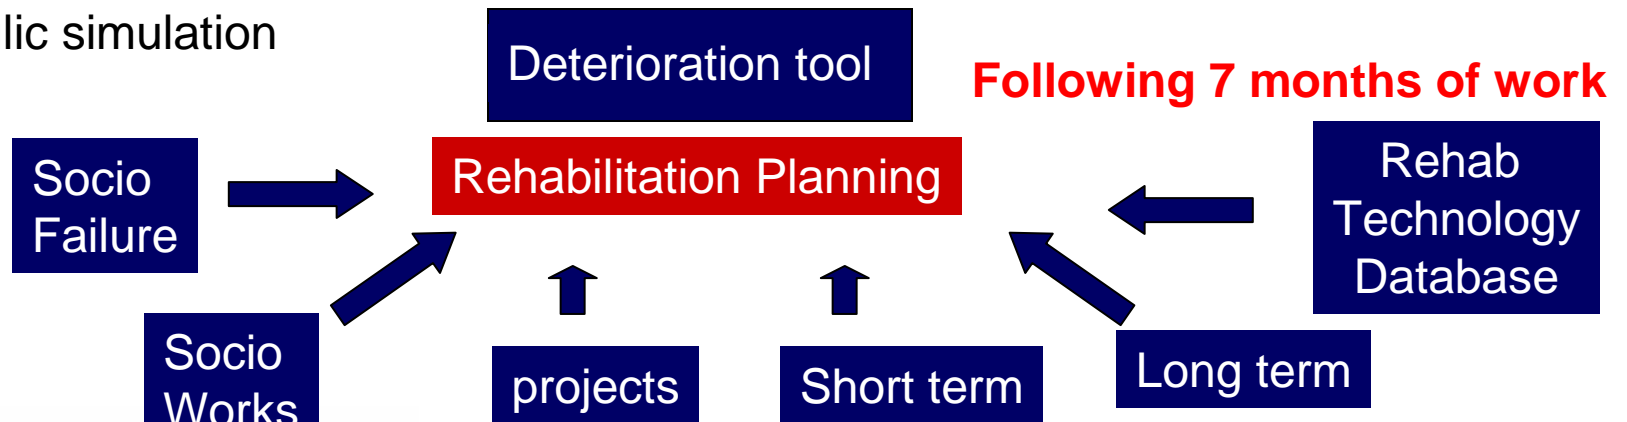 lic simulation
Deterioration tool
Following 7 months of work
Rehabilitation Planning
Socio
Failure
Rehab
Technology
Database
Socio
Works
projects
Short term
Long term